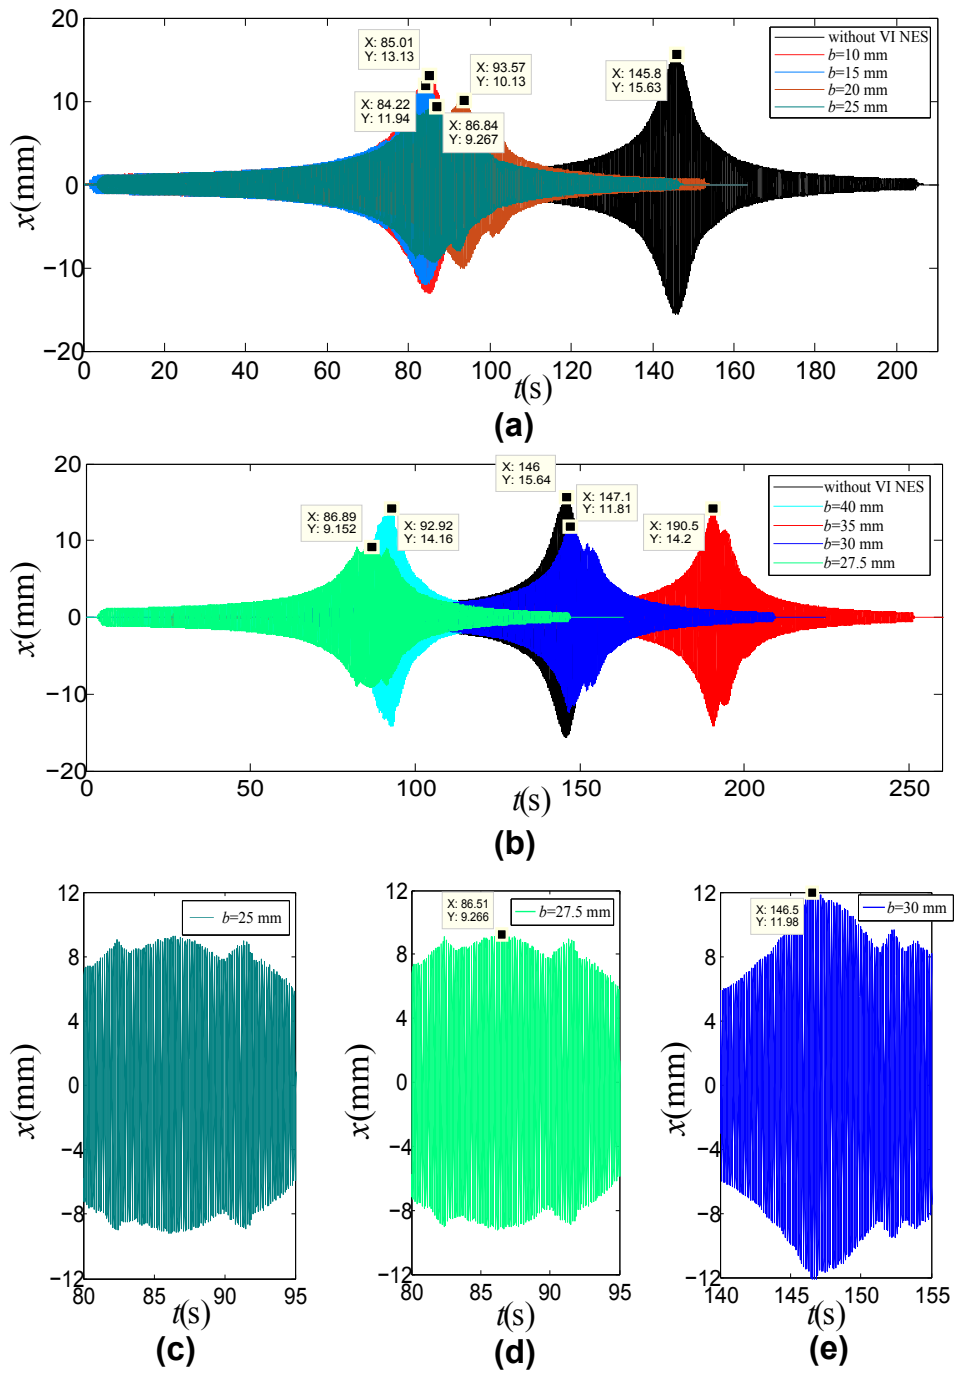 20
10
0
−10
−20
x(mm)
X: 85.01
Y: 13.13
X: 84.22
Y: 11.94
X: 93.57
Y: 10.13
X: 86.84
Y: 9.267
X: 145.8
Y: 15.63
without VI NES
b=10 mm
b=15 mm
b=20 mm
b=25 mm
0 20 40 60 80 100 120 140 160 180 200
t(s)
(a)
20
10
0
−10
−20
x(mm)
X: 86.89
Y: 9.152
X: 92.92
Y: 14.16
X: 146
Y: 15.64
X: 147.1
Y: 11.81
X: 190.5
Y: 14.2
without VI NES
b=40 mm
b=35 mm
b=30 mm
b=27.5 mm
0 50 100 150 200 250
t(s)
(b)
12
8
4
0
−4
−8
−12
x(mm)
b=25 mm
80 85 90 95
t(s)
(c)
12
8
4
0
−4
−8
−12
x(mm)
X: 86.51
Y: 9.266
b=27.5 mm
80 85 90 95
t(s)
(d)
12
8
4
0
−4
−8
−12
x(mm)
X: 146.5
Y: 11.98
b=30 mm
140 145 150 155
t(s)
(e)